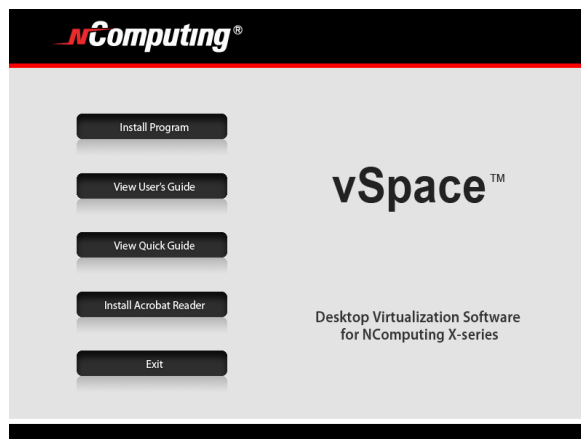 NComputing®
Install Program
View User's Guide
View Quick Guide
Install Acrobat Reader
Exit
vSpace™
Desktop Virtualization Software
for NComputing X-series